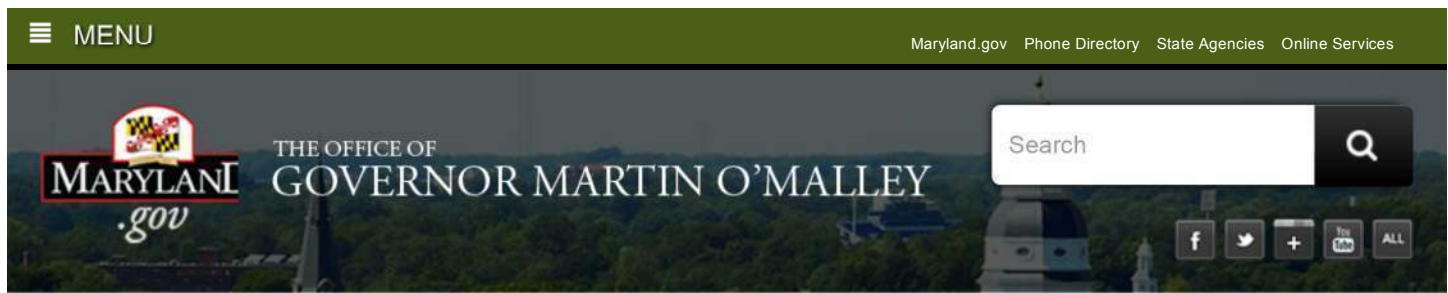 MENU
Maryland.gov Phone Directory State Agencies Online Services
MARYLAND
.gov
THE OFFICE OF
GOVERNOR MARTIN O'MALLEY
Search
f
+
You
Tube
ALL